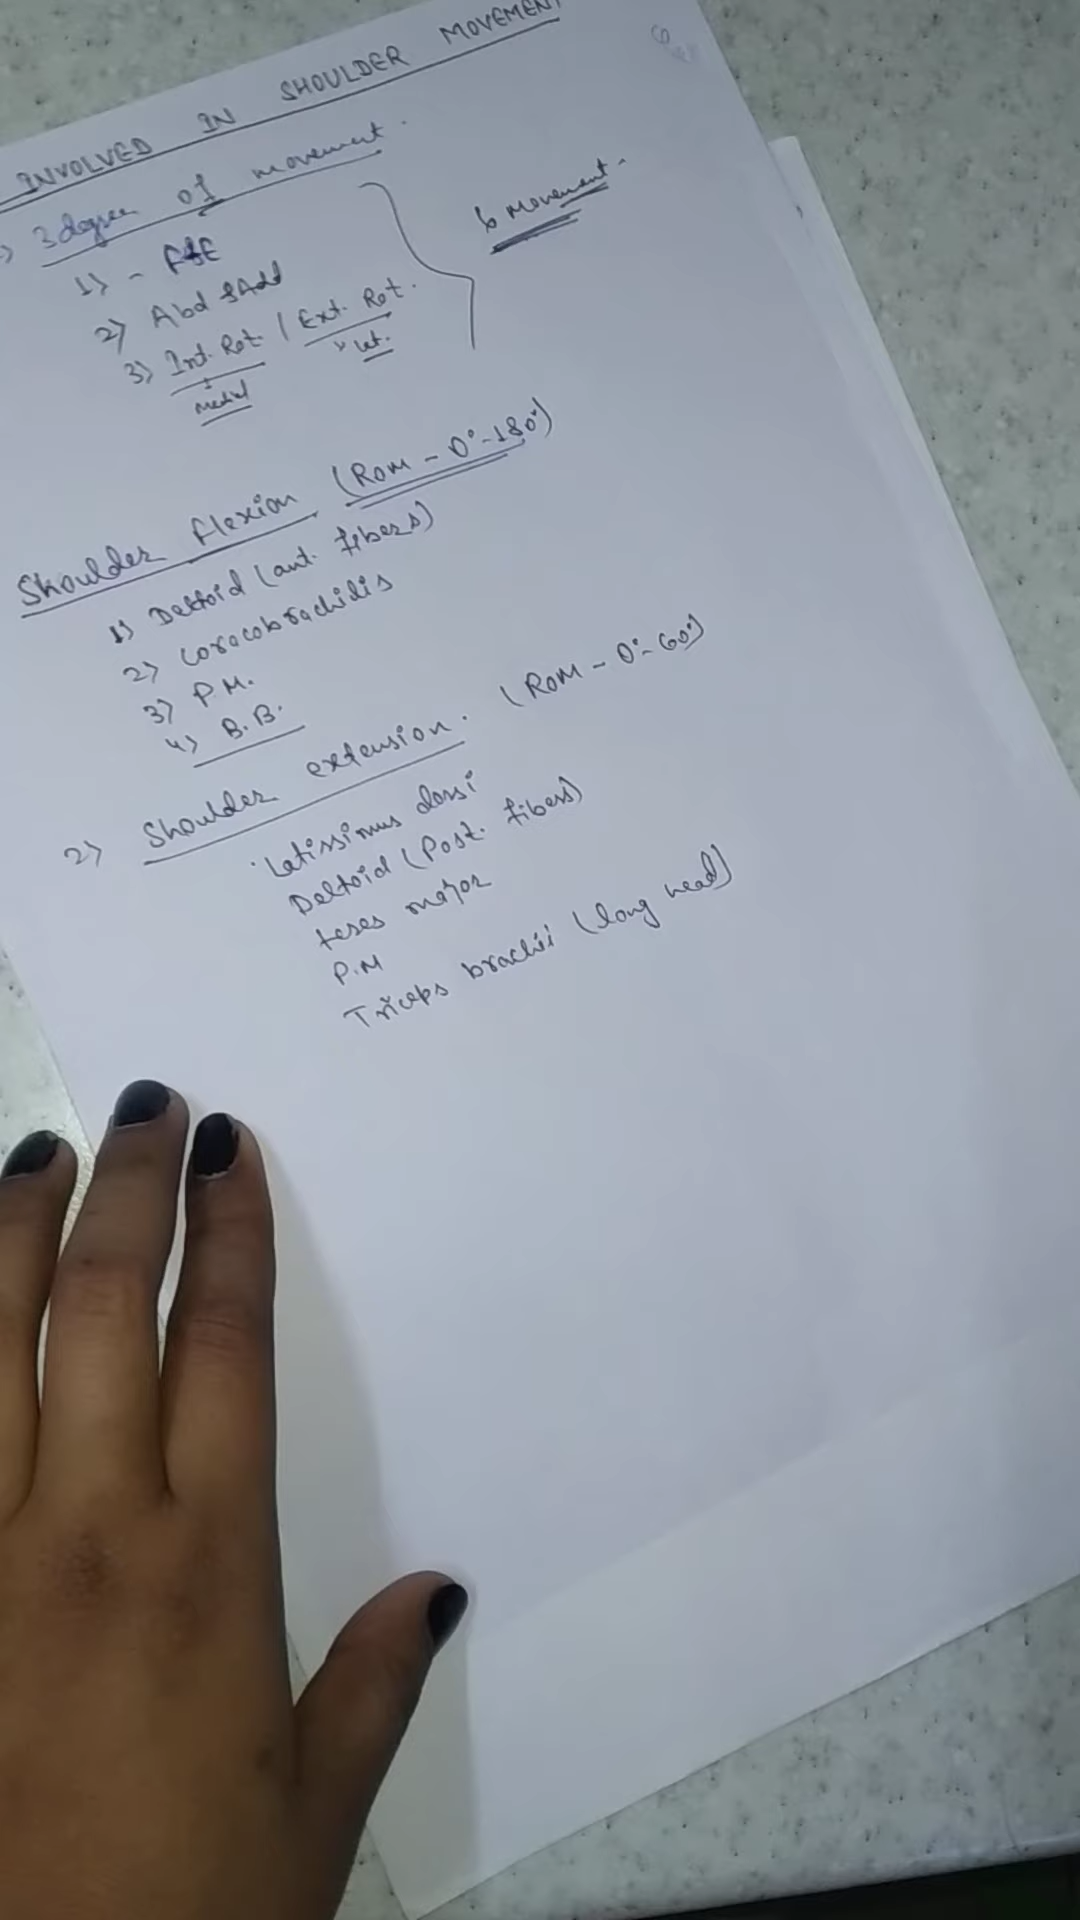 INVOLVED IN SHOULDER MOVEMENT
3 degree of movement.
1) - F&E
2) Abd & Add
3) Int. Rot. / Ext. Rot.
medial
lat.
6 Movement.
Shoulder flexion (ROM - 0°-180°)
1) Deltoid (ant. fibers)
2) Coracobrachilis
3) P.M.
4) B.B.
2) Shoulder extension. (ROM - 0°-60°)
Latissimus dorsi
Deltoid (Post. fibers)
teres major
P.M
Triceps brachii (long head)